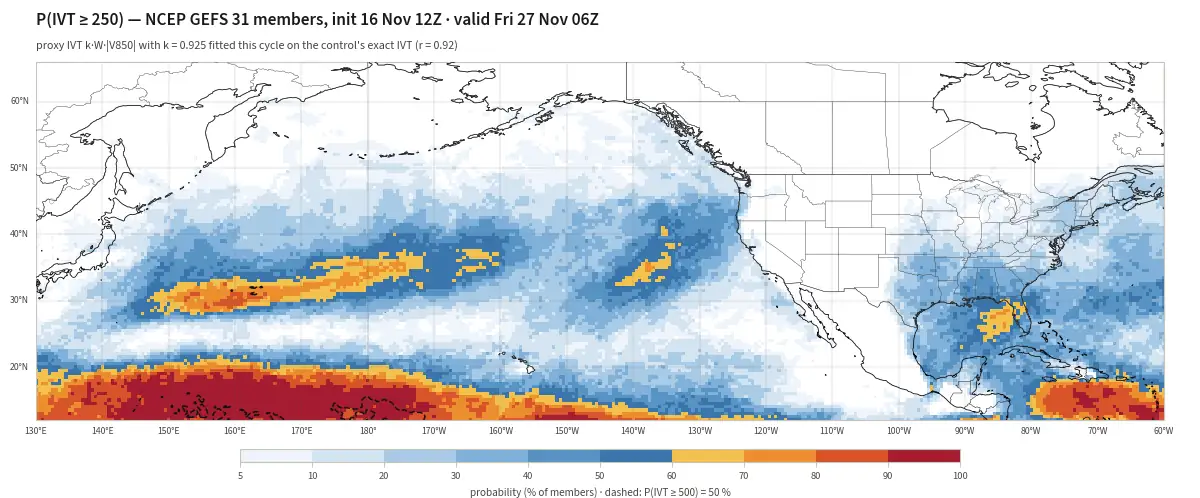 P(IVT ≥ 250) — NCEP GEFS 31 members, init 16 Nov 12Z · valid Fri 27 Nov 06Z
proxy IVT k·W·|V850| with k = 0.925 fitted this cycle on the control's exact IVT (r = 0.92)
60°N
50°N
40°N
30°N
20°N
130°E 140°E 150°E 160°E 170°E 180° 170°W 160°W 150°W 140°W 130°W 120°W 110°W 100°W 90°W 80°W 70°W 60°W
5 10 20 30 40 50 60 70 80 90 100
probability (% of members) · dashed: P(IVT ≥ 500) = 50 %